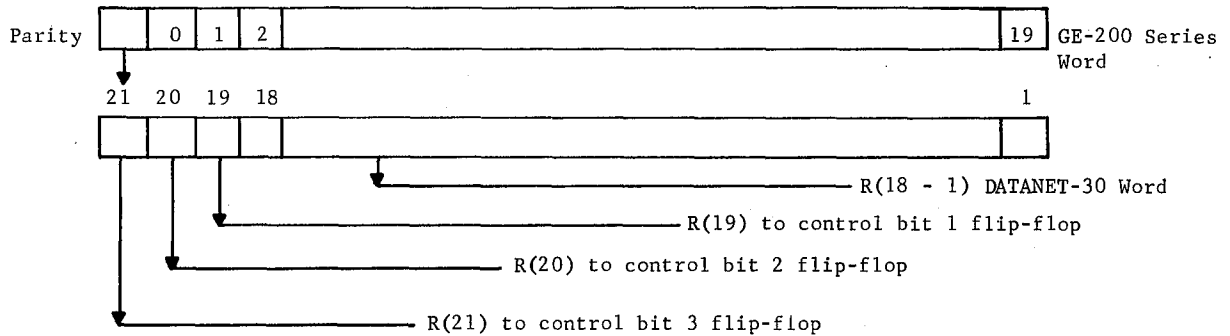 Parity 0 1 2 19 GE-200 Series
Word
21 20 19 18 1
R(18 - 1) DATANET-30 Word
R(19) to control bit 1 flip-flop
R(20) to control bit 2 flip-flop
R(21) to control bit 3 flip-flop